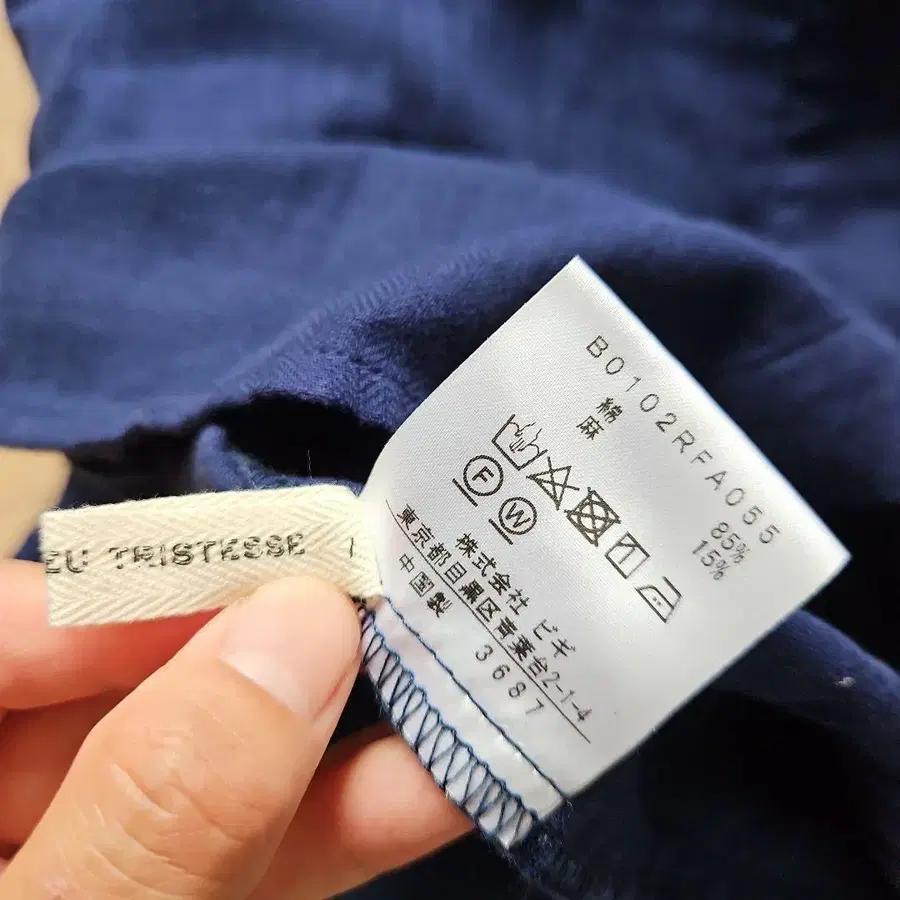 EU TRISTESSE
B0102RFA055
綿 85%
麻 15%
F
W
株式会社 ビギ
東京都目黒区青葉台2-1-4
中国製 3687